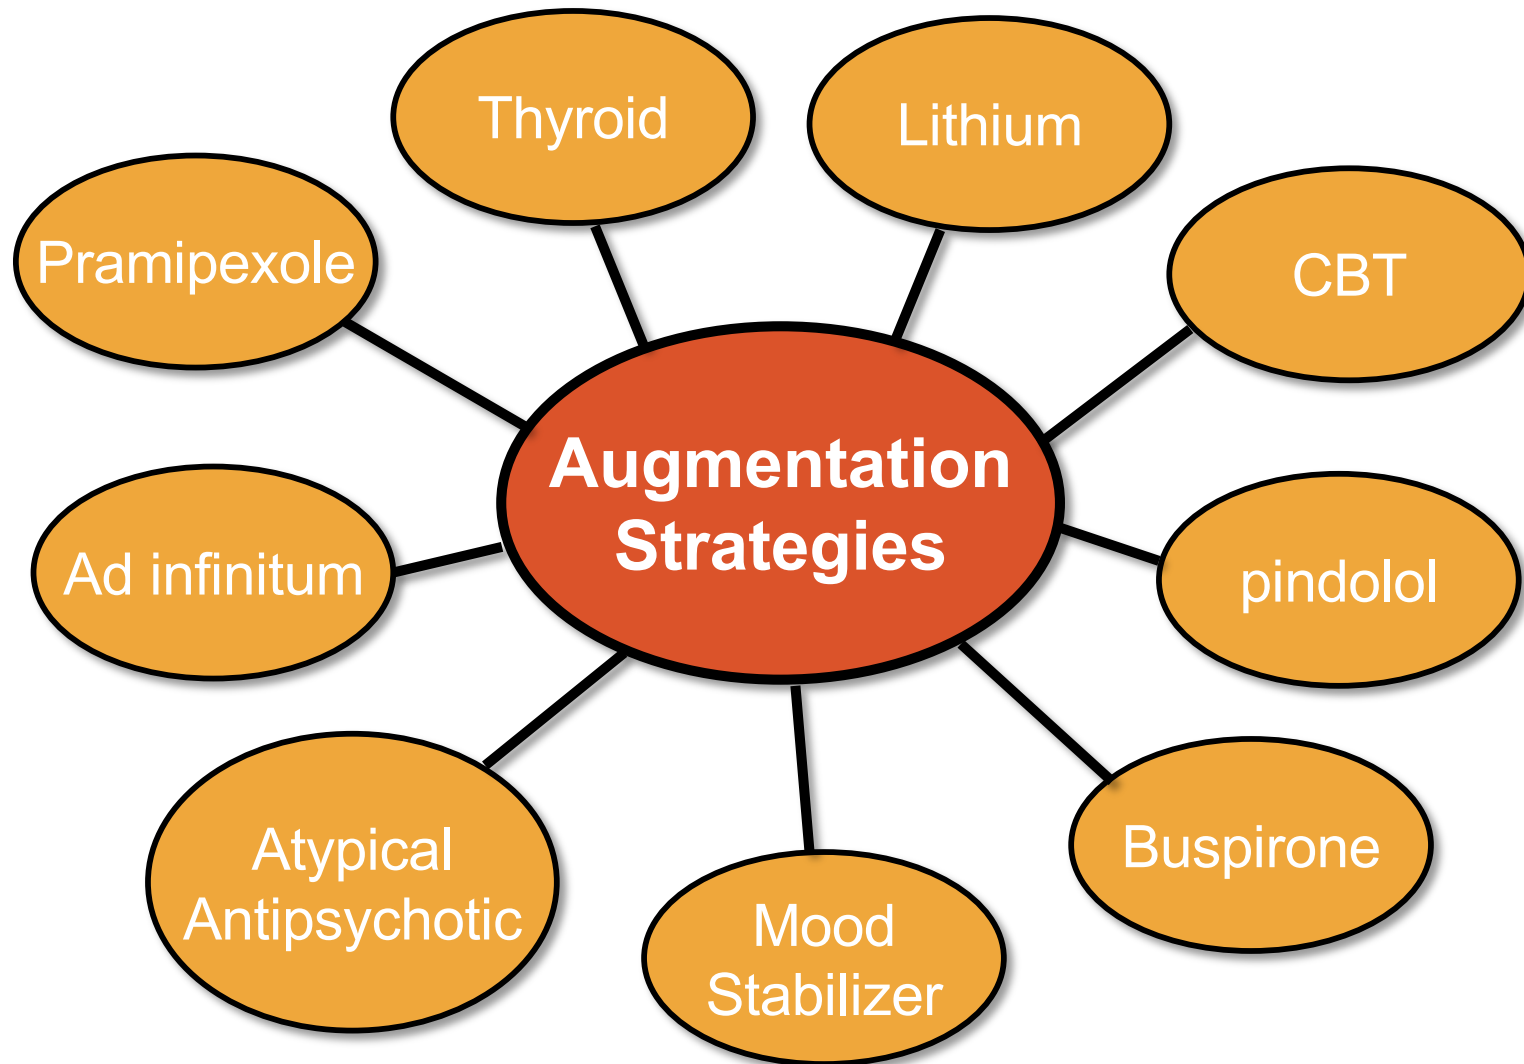 Thyroid
Lithium
Pramipexole
CBT
Augmentation
Strategies
Ad infinitum
pindolol
Atypical
Antipsychotic
Buspirone
Mood
Stabilizer